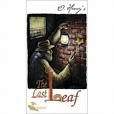 O. Henry's
The
Last Leaf